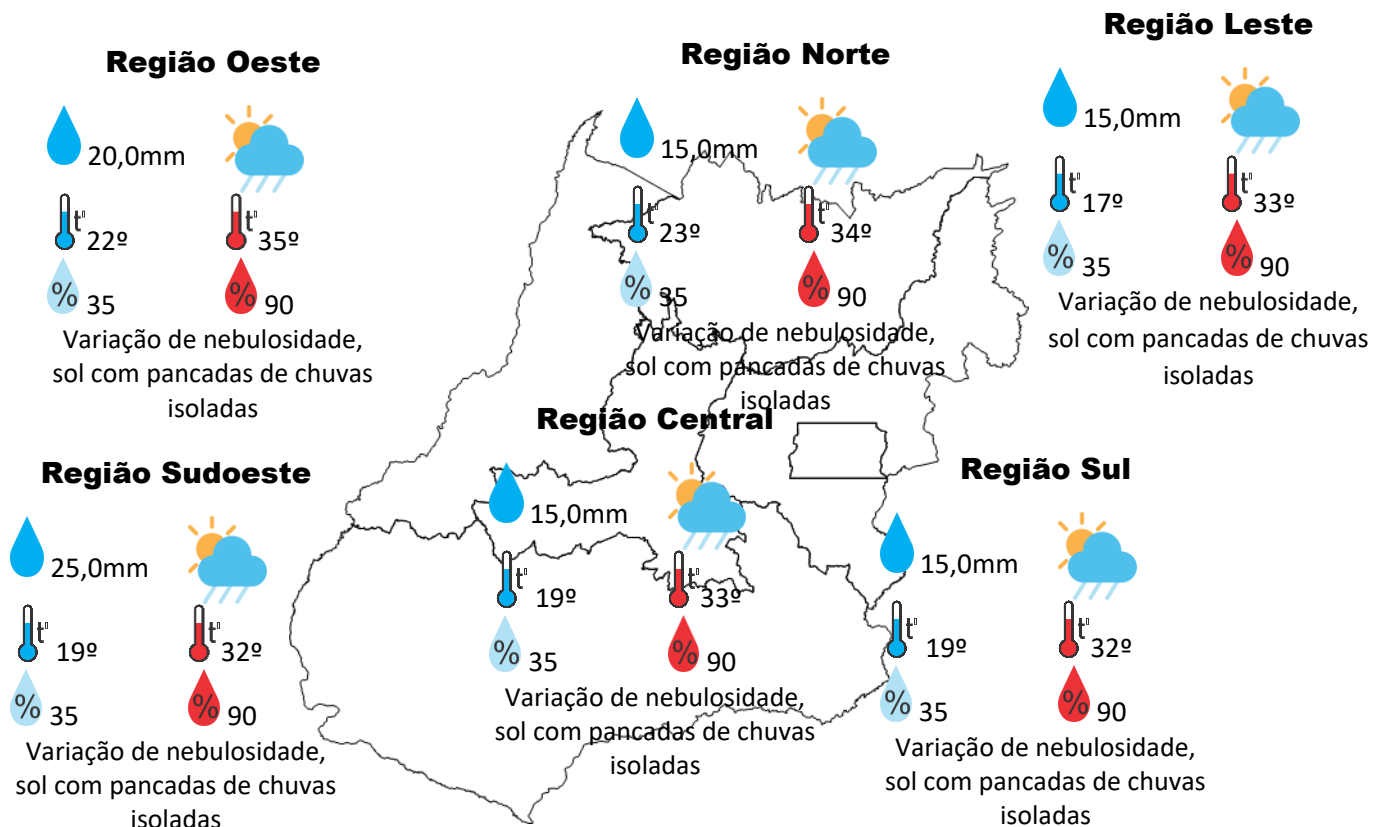 Região Oeste
20,0mm
t°
22º
t°
35º
%
35
%
90
Variação de nebulosidade,
sol com pancadas de chuvas
isoladas
Região Norte
15,0mm
t°
23º
t°
34º
%
35
%
90
Variação de nebulosidade,
sol com pancadas de chuvas
isoladas
Região Leste
15,0mm
t°
17º
t°
33º
%
35
%
90
Variação de nebulosidade,
sol com pancadas de chuvas
isoladas
Região Sudoeste
25,0mm
t°
19º
t°
32º
%
35
%
90
Variação de nebulosidade,
sol com pancadas de chuvas
isoladas
Região Central
15,0mm
t°
19º
t°
33º
%
35
%
90
Variação de nebulosidade,
sol com pancadas de chuvas
isoladas
Região Sul
15,0mm
t°
19º
t°
32º
%
35
%
90
Variação de nebulosidade,
sol com pancadas de chuvas
isoladas